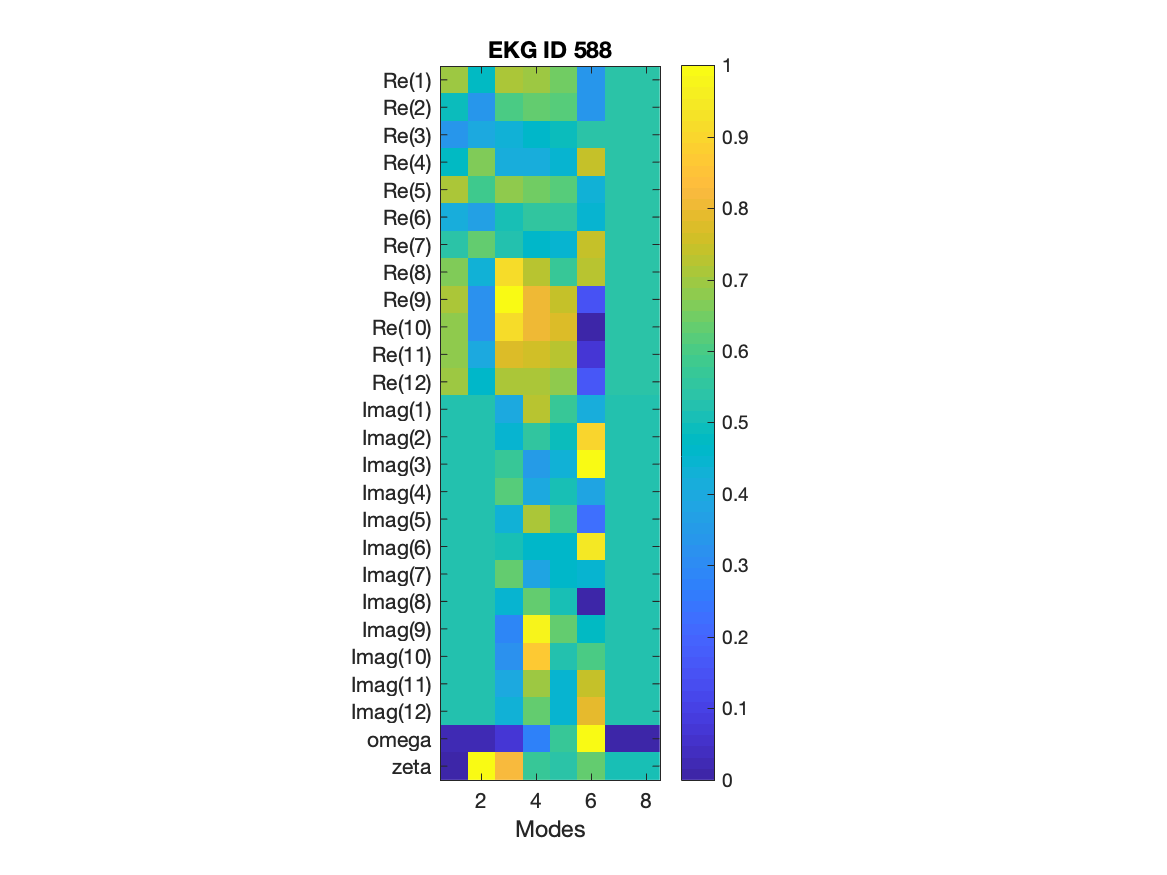 EKG ID 588
Re(1)
Re(2)
Re(3)
Re(4)
Re(5)
Re(6)
Re(7)
Re(8)
Re(9)
Re(10)
Re(11)
Re(12)
Imag(1)
Imag(2)
Imag(3)
Imag(4)
Imag(5)
Imag(6)
Imag(7)
Imag(8)
Imag(9)
Imag(10)
Imag(11)
Imag(12)
omega
zeta
2 4 6 8
Modes
1
0.9
0.8
0.7
0.6
0.5
0.4
0.3
0.2
0.1
0